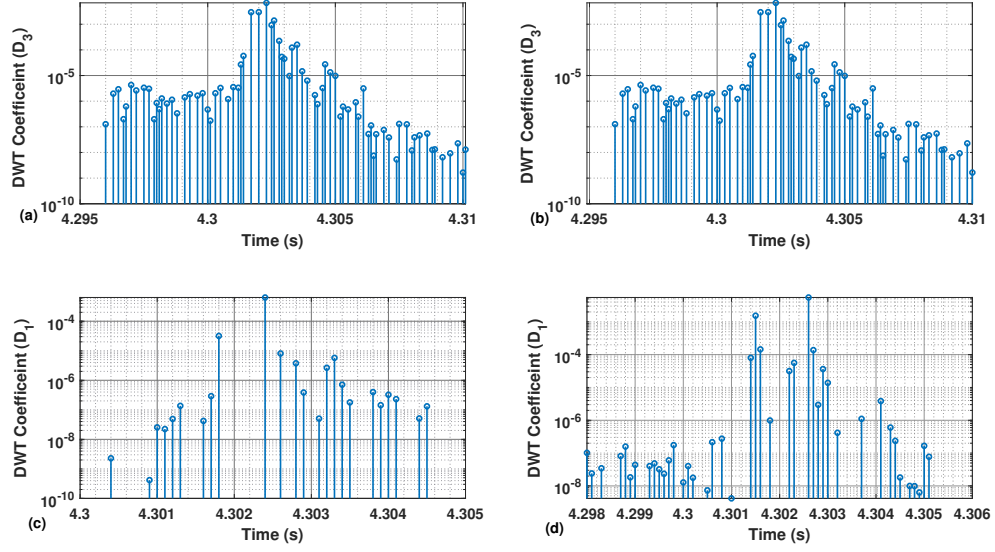 DWT Coefficeint (D₃)
10⁻⁵
10⁻¹⁰
4.295 4.3 4.305 4.31
Time (s)
(a)
DWT Coefficeint (D₃)
10⁻⁵
10⁻¹⁰
4.295 4.3 4.305 4.31
Time (s)
(b)
DWT Coefficeint (D₁)
10⁻⁴
10⁻⁶
10⁻⁸
10⁻¹⁰
4.3 4.301 4.302 4.303 4.304 4.305
Time (s)
(c)
DWT Coefficeint (D₁)
10⁻⁴
10⁻⁶
10⁻⁸
4.298 4.299 4.3 4.301 4.302 4.303 4.304 4.305 4.306
Time (s)
(d)